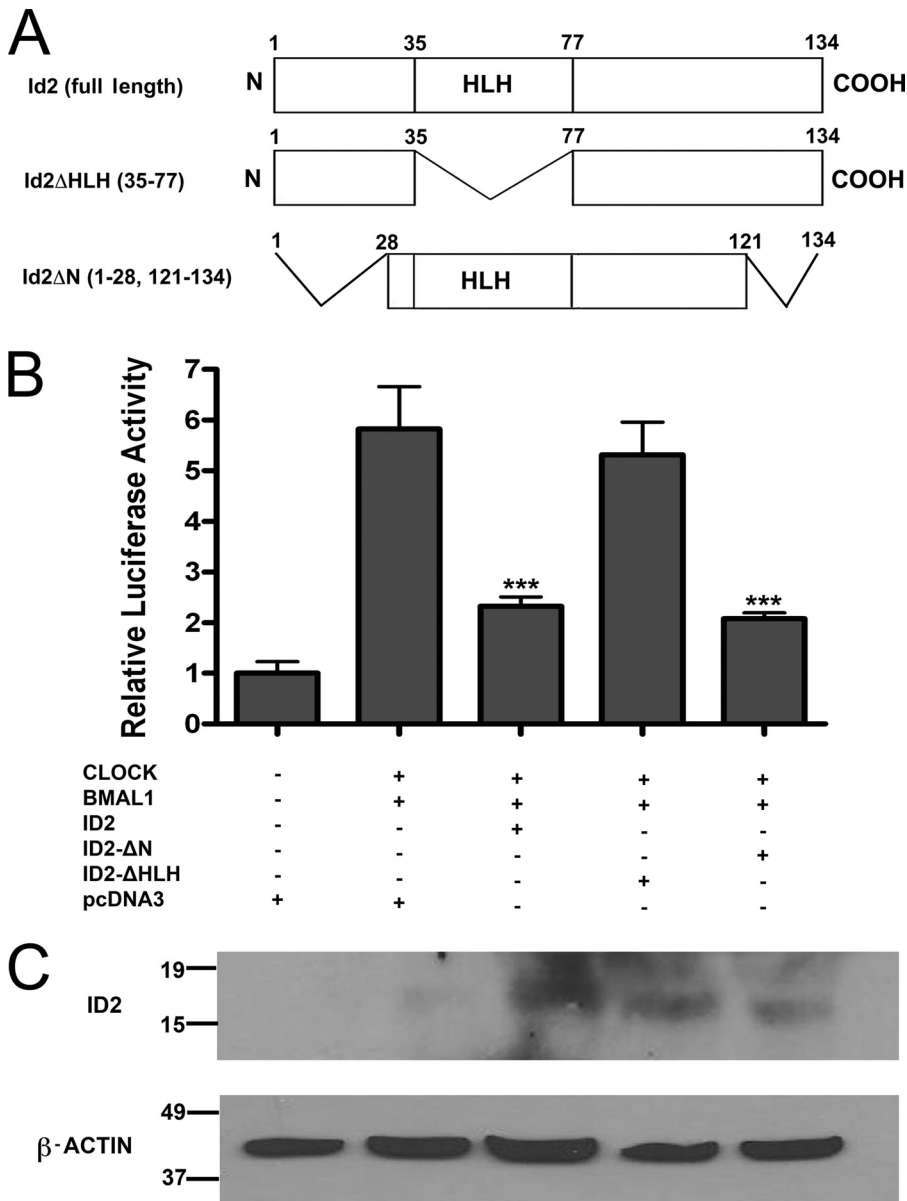 A
1 35 77 134
Id2 (full length) N HLH COOH
1 35 77 134
Id2ΔHLH (35-77) N COOH
1 28 121 134
Id2ΔN (1-28, 121-134) HLH
B
Relative Luciferase Activity
7
6
5
4
3
2
1
0
*** ***
CLOCK - + + + +
BMAL1 - + + + +
ID2 - - + - -
ID2-ΔN - - - - +
ID2-ΔHLH - - - + -
pcDNA3 + + - - -
C
19
ID2
15
49
β-ACTIN
37